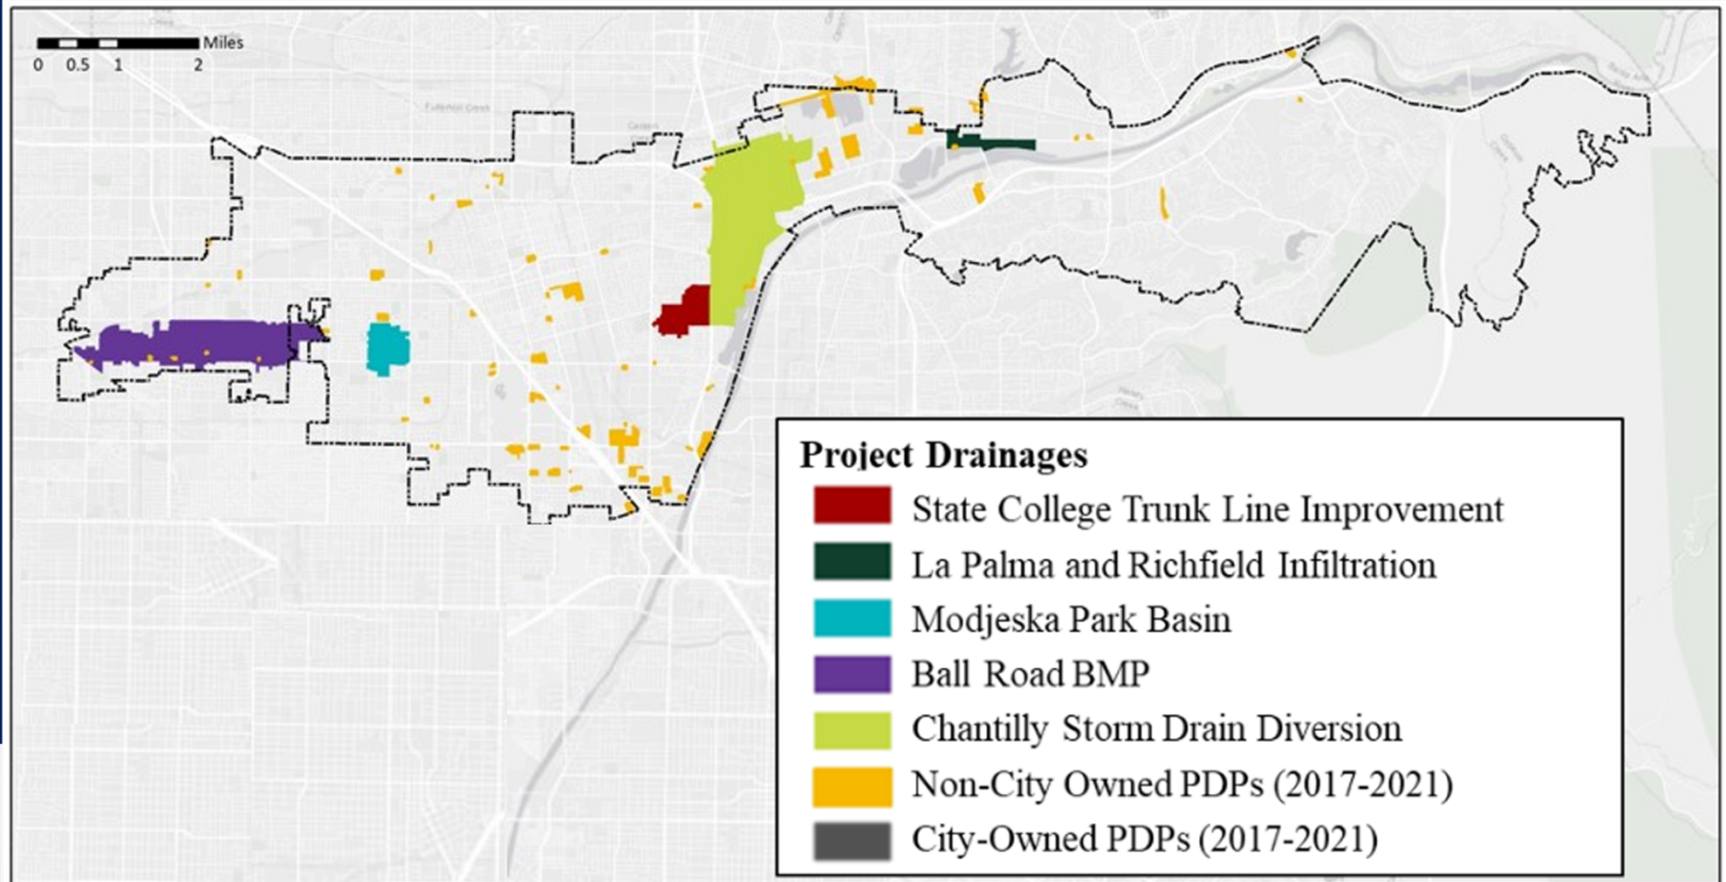 Miles
0 0.5 1 2
Fullerton Creek
Project Drainages
State College Trunk Line Improvement
La Palma and Richfield Infiltration
Modjeska Park Basin
Ball Road BMP
Chantilly Storm Drain Diversion
Non-City Owned PDPs (2017-2021)
City-Owned PDPs (2017-2021)